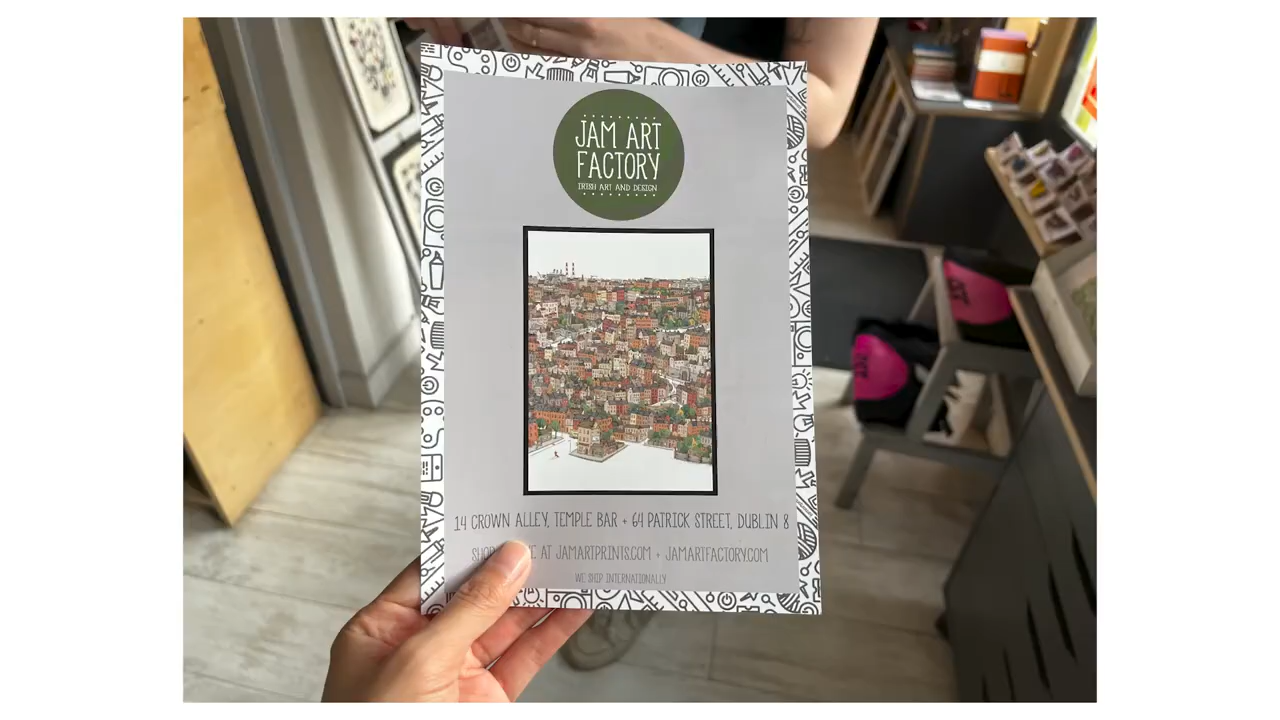 JAM ART
FACTORY
IRISH ART AND DESIGN
14 CROWN ALLEY, TEMPLE BAR + 64 PATRICK STREET, DUBLIN 8
AT JAMARTPRINTS.COM + JAMARTFACTORY.COM
WE SHIP INTERNATIONALLY